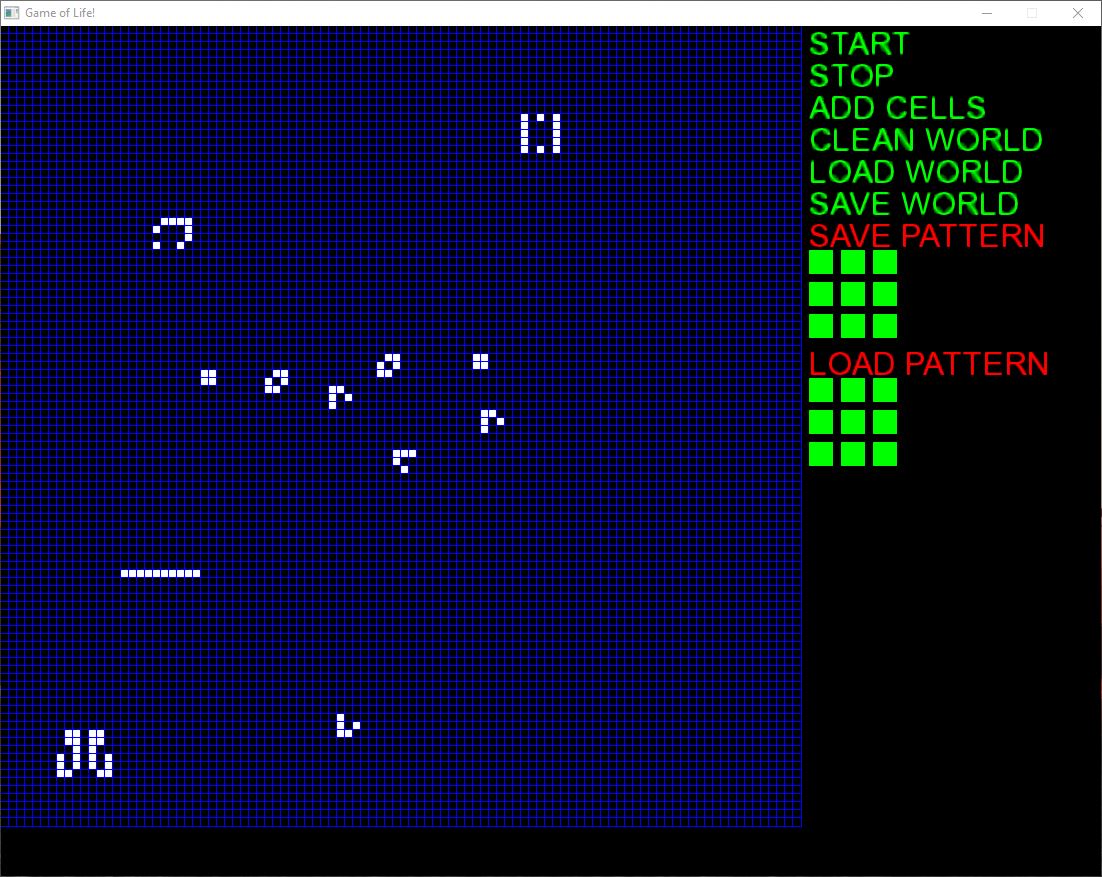 Game of Life!
START
STOP
ADD CELLS
CLEAN WORLD
LOAD WORLD
SAVE WORLD
SAVE PATTERN
LOAD PATTERN